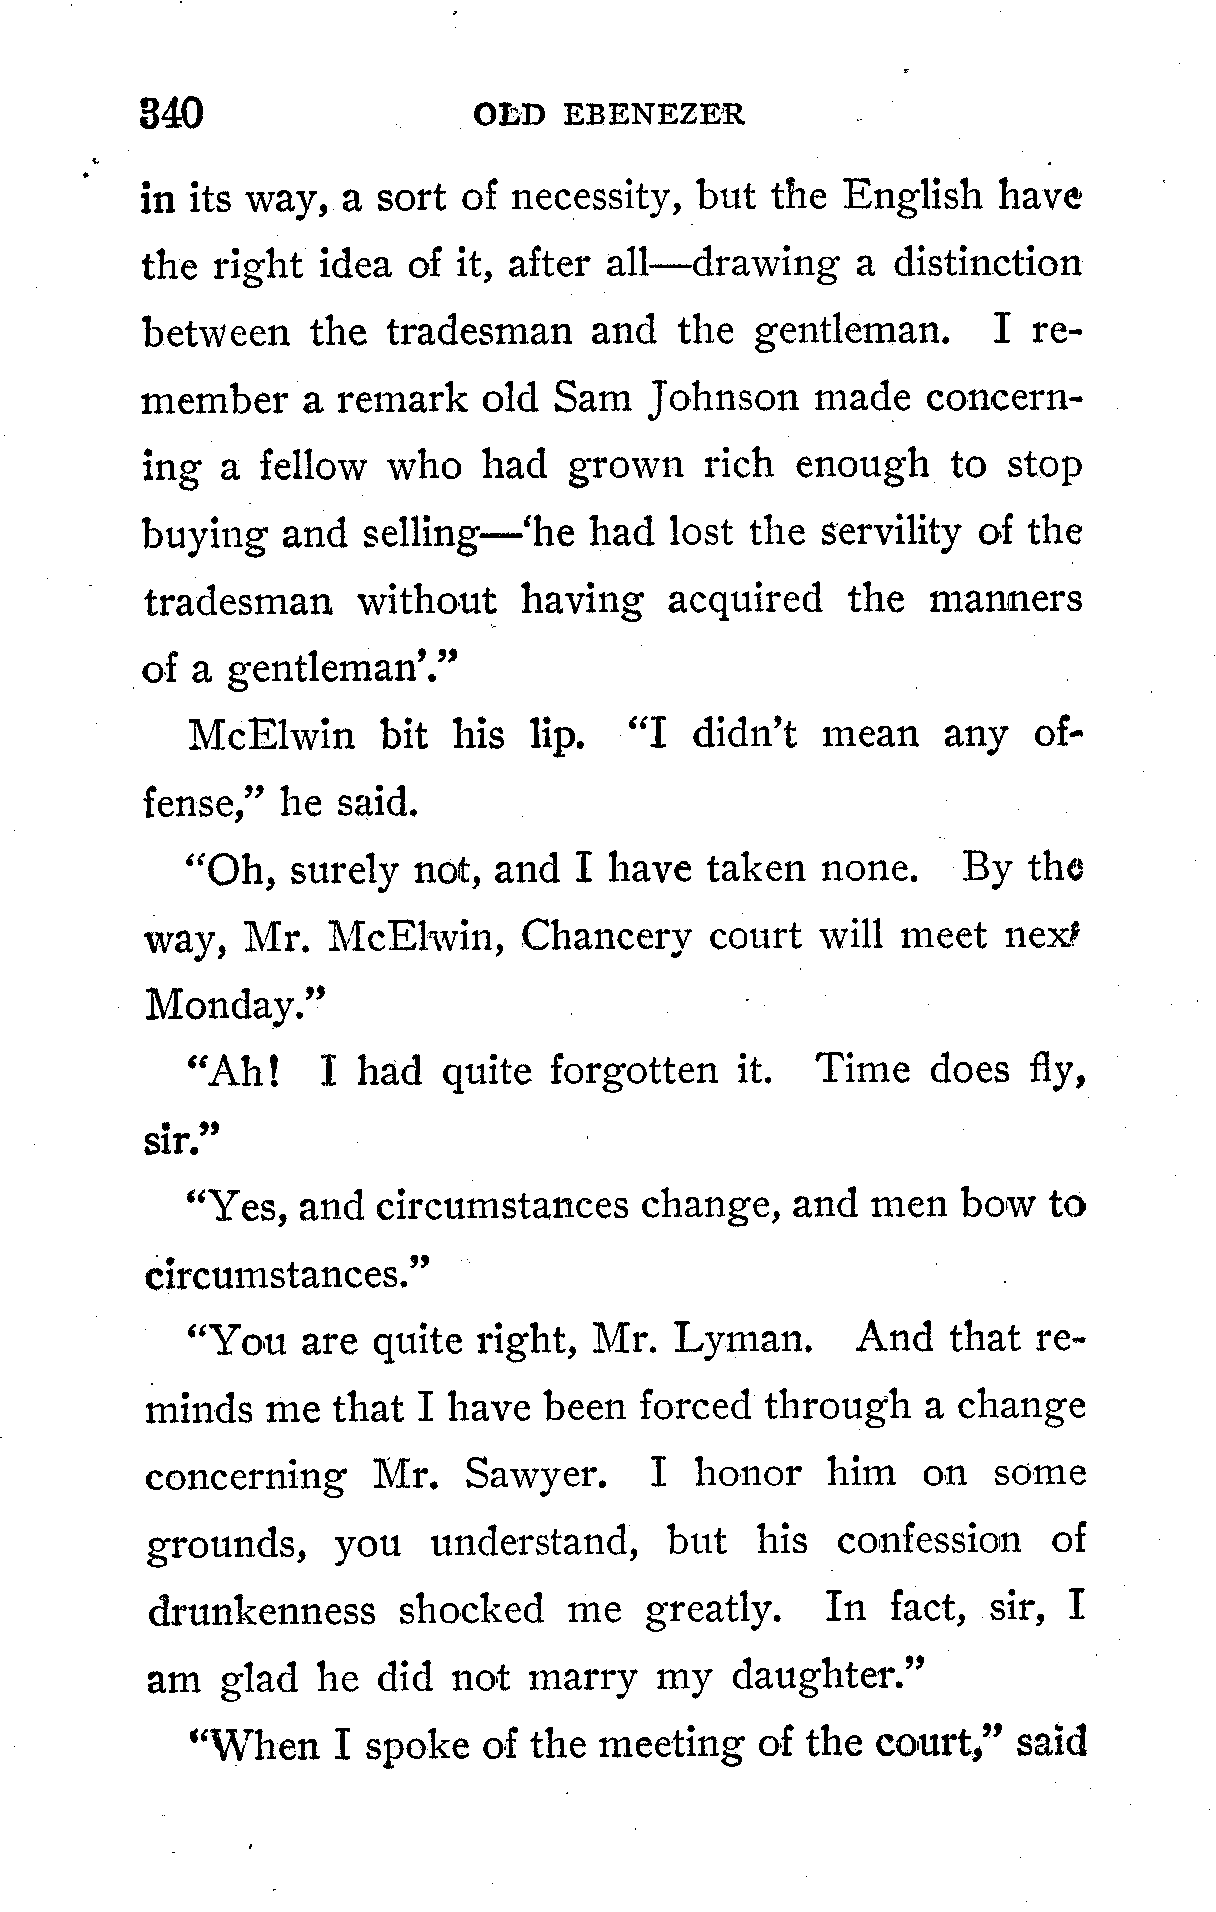 340 OLD EBENEZER
in its way, a sort of necessity, but the English have
the right idea of it, after all—drawing a distinction
between the tradesman and the gentleman. I re-
member a remark old Sam Johnson made concern-
ing a fellow who had grown rich enough to stop
buying and selling—‘he had lost the servility of the
tradesman without having acquired the manners
of a gentleman’.”
McElwin bit his lip. “I didn’t mean any of-
fense,” he said.
“Oh, surely not, and I have taken none. By the
way, Mr. McElwin, Chancery court will meet next
Monday.”
“Ah! I had quite forgotten it. Time does fly,
sir.”
“Yes, and circumstances change, and men bow to
circumstances.”
“You are quite right, Mr. Lyman. And that re-
minds me that I have been forced through a change
concerning Mr. Sawyer. I honor him on some
grounds, you understand, but his confession of
drunkenness shocked me greatly. In fact, sir, I
am glad he did not marry my daughter.”
“When I spoke of the meeting of the court,” said